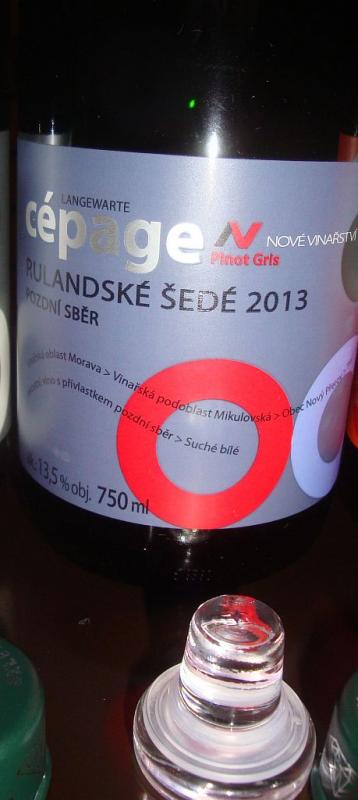 LANGEWARTE
cépage
NOVÉ VINAŘSTVÍ
Pinot Gris
RULANDSKÉ ŠEDÉ 2013
POZDNÍ SBĚR
oblast Morava > Vinařská podoblast Mikulovská > Obec Nový
víno s přívlastkem pozdní sběr > Suché bílé
13,5 % obj. 750 ml